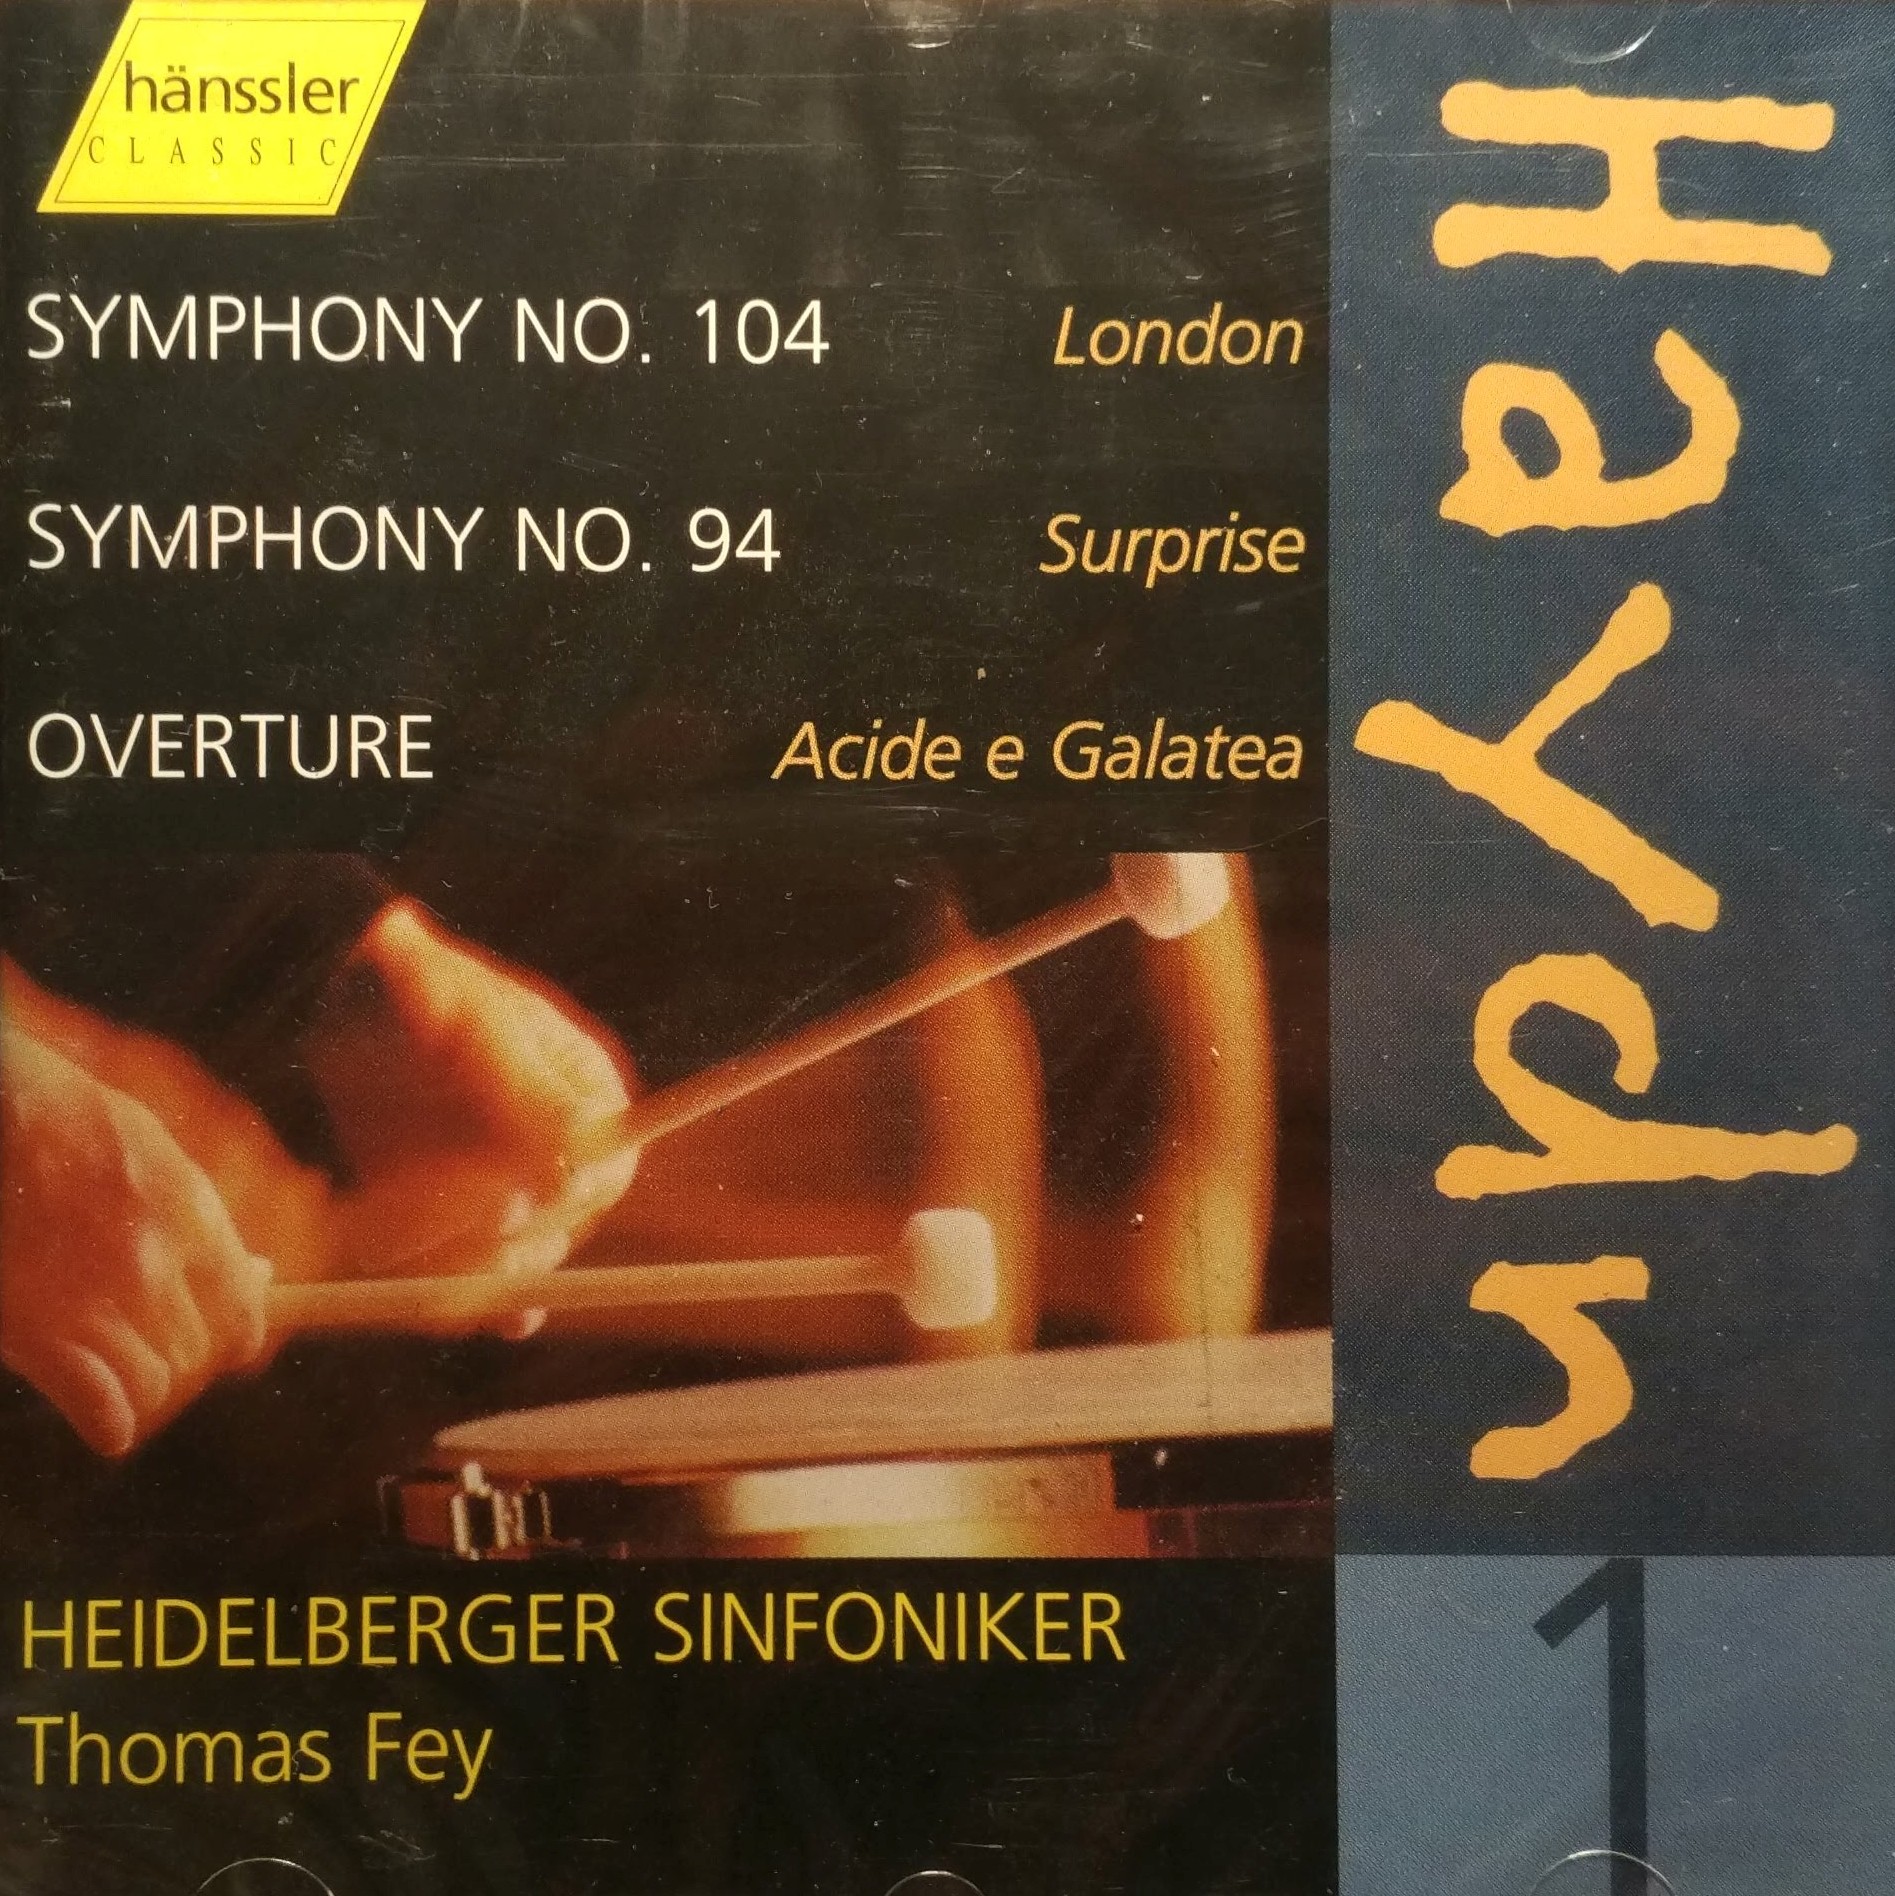 hänssler
CLASSIC
SYMPHONY NO. 104 London
SYMPHONY NO. 94 Surprise
OVERTURE Acide e Galatea
HEIDELBERGER SINFONIKER
Thomas Fey
Haydn
1